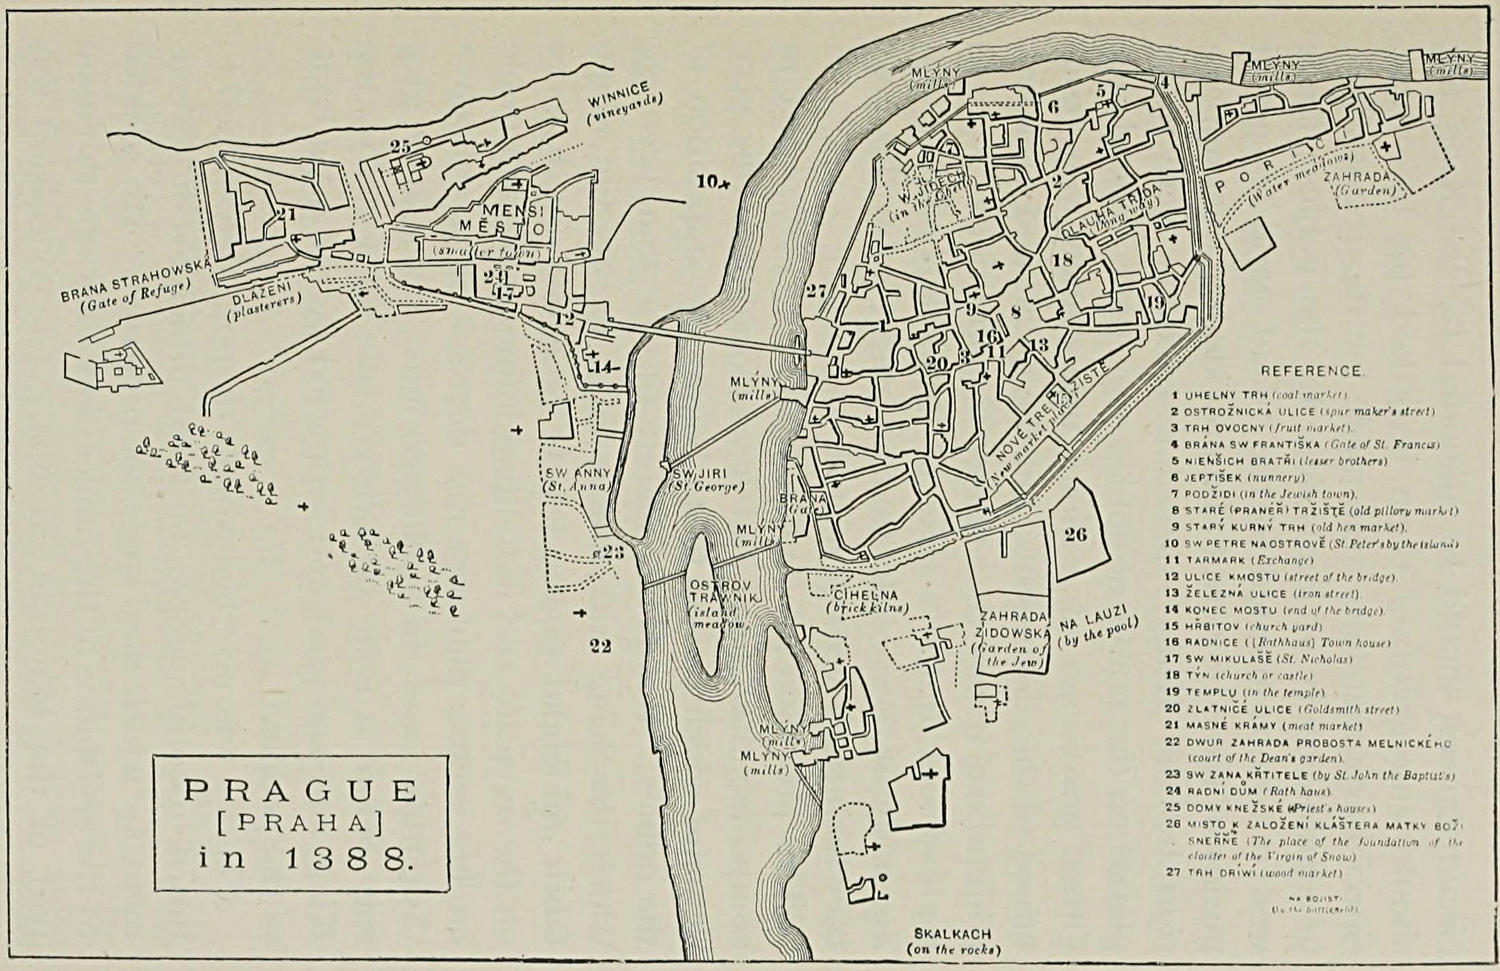 WINNICE
(vineyards)
MLÝNY
(mills)
MLÝNY
(mills)
MLÝNY
(mills)
4
5
6
25
7
PORIC
(Water meadows)
ZAHRADA
(Garden)
10
W ŽIDECH
(in the Ghetto)
2
DLAUHA TRIDA
(long way)
21
MENSI
MĚSTO
(smaller town)
BRANA STRAHOWSKA
(Gate of Refuge)
DLAZENI
(plasterers)
18
24
17
27
19
12
9
8
1
16
13
11
3
20
14
MLÝNY
(mills)
NOVÉ TREŽIŠTĚ
(New market place)
SW ANNY
(St. Anna)
SW JIRI
(St. George)
BRANA
(Gate)
MLÝNY
(mills)
26
23
OSTROV
TRAWNIK
(island
meadow)
CIHELNA
(brick kilns)
ZAHRADA
ZIDOWSKA
(Garden of
the Jew)
NA LAUZI
(by the pool)
22
MLÝNY
(mills)
MLÝNY
(mills)
SKALKACH
(on the rocks)
PRAGUE
[PRAHA]
in 1388.
REFERENCE.
1 UHELNY TRH (coal market)
2 OSTROŽNICKÁ ULICE (spur maker's street)
3 TRH OVOCNY (fruit market).
4 BRÁNA SW FRANTIŠKA (Gate of St. Francis)
5 NIENŠICH BRATŘI (lesser brothers)
6 JEPTIŠEK (nunnery)
7 PODŽIDI (in the Jewish town).
8 STARÉ (PRANÉŘ) TRŽIŠTĚ (old pillory market)
9 STARÝ KURNÝ TRH (old hen market).
10 SW PETRE NA OSTROVĚ (St. Peter's by the island)
11 TARMARK (Exchange)
12 ULICE KMOSTU (street of the bridge).
13 ŽELEZNÁ ULICE (iron street).
14 KONEC MOSTU (end of the bridge).
15 HŘBITOV (church yard)
16 RADNICE ([Rathhaus] Town house)
17 SW MIKULAŠĚ (St. Nicholas)
18 TÝN (church or castle)
19 TEMPLU (in the temple)
20 ZLATNIČÉ ULICE (Goldsmith street)
21 MASNÉ KRÁMY (meat market)
22 DWUR ZAHRADA PROBOSTA MELNICKÉHO
(court of the Dean's garden).
23 SW ZANA KŘTITELE (by St. John the Baptist's)
24 RADNÍ DŮM (Rath haus).
25 DOMY KNEŽSKÉ (Priest's houses)
26 MISTO K ZALOŽENÍ KLÁŠTERA MATKY BOŽI
SNEŘNĚ (The place of the foundation of the
cloister of the Virgin of Snow)
27 TRH DRIWI (wood market)
NA BOJISTI